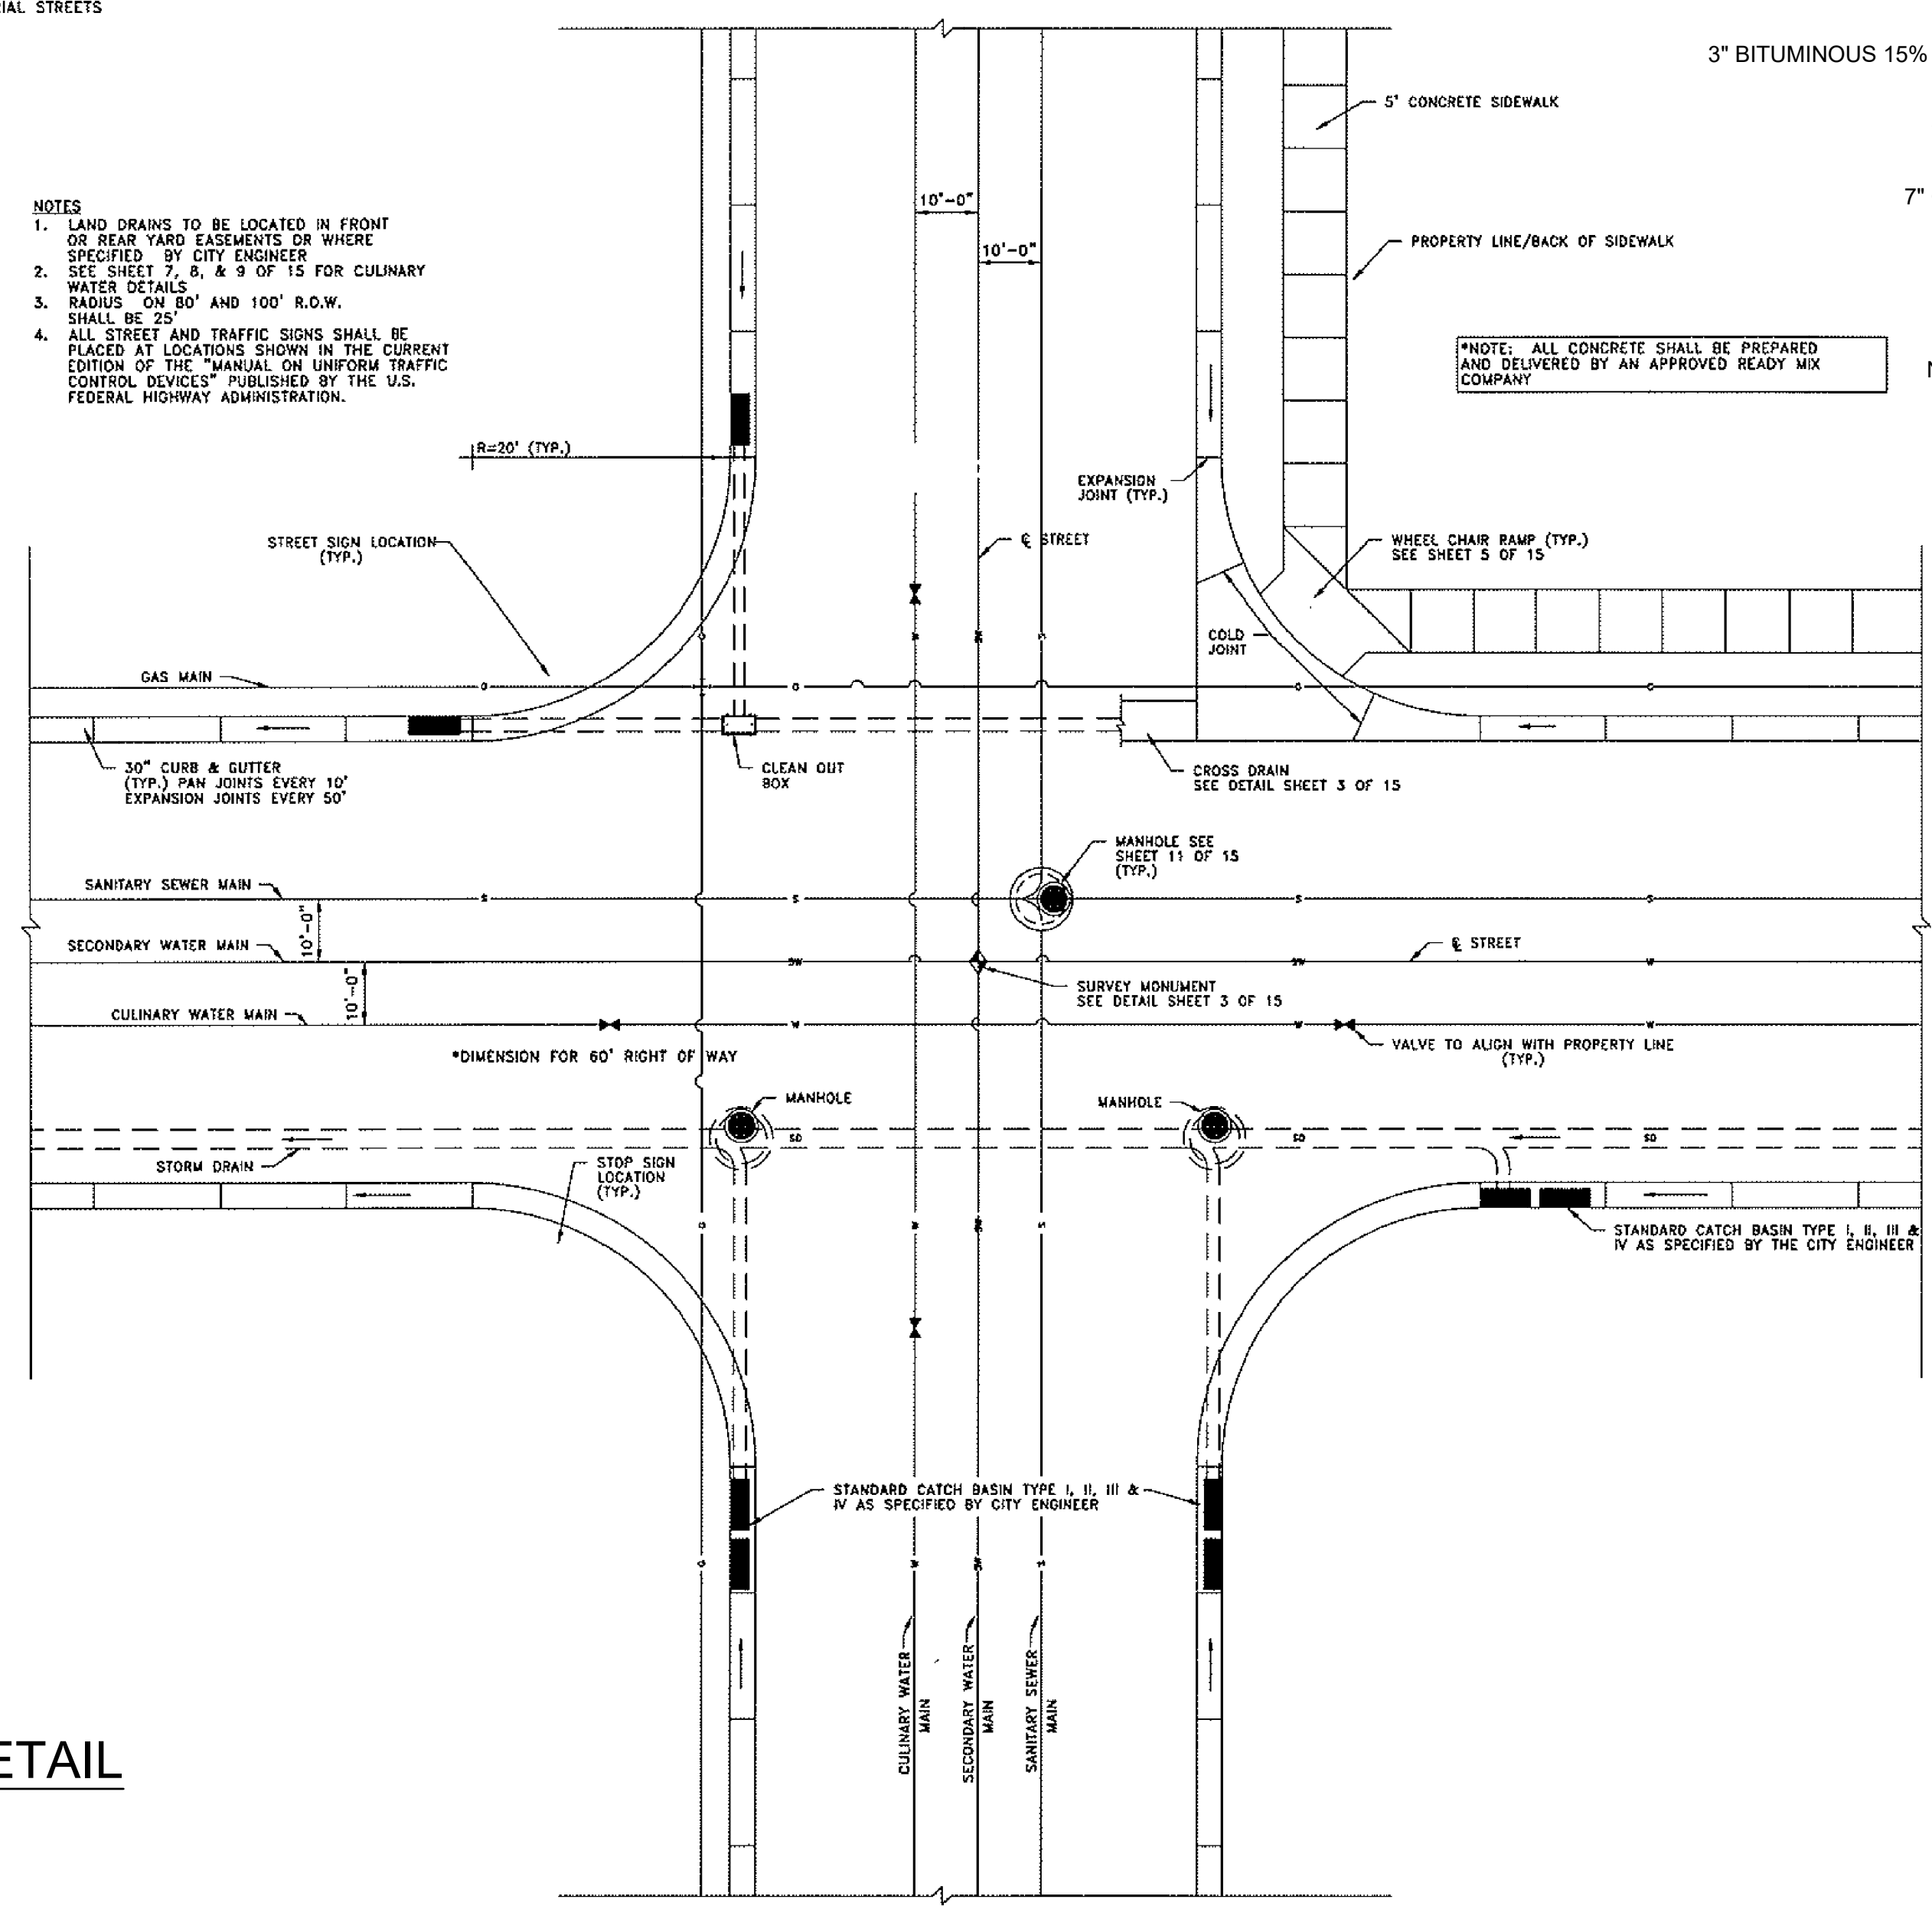 RIAL STREETS
3" BITUMINOUS 15%
5' CONCRETE SIDEWALK
7"
NOTES
1. LAND DRAINS TO BE LOCATED IN FRONT
OR REAR YARD EASEMENTS OR WHERE
SPECIFIED BY CITY ENGINEER
2. SEE SHEET 7, 8, & 9 OF 15 FOR CULINARY
WATER DETAILS
3. RADIUS ON 80' AND 100' R.O.W.
SHALL BE 25'
4. ALL STREET AND TRAFFIC SIGNS SHALL BE
PLACED AT LOCATIONS SHOWN IN THE CURRENT
EDITION OF THE "MANUAL ON UNIFORM TRAFFIC
CONTROL DEVICES" PUBLISHED BY THE U.S.
FEDERAL HIGHWAY ADMINISTRATION.
10'-0"
10'-0"
PROPERTY LINE/BACK OF SIDEWALK
*NOTE: ALL CONCRETE SHALL BE PREPARED
AND DELIVERED BY AN APPROVED READY MIX
COMPANY
R=20' (TYP.)
EXPANSION
JOINT (TYP.)
STREET SIGN LOCATION
(TYP.)
℄ STREET
WHEEL CHAIR RAMP (TYP.)
SEE SHEET 5 OF 15
COLD
JOINT
G
W
SW
S
GAS MAIN
G
G
G
G
30" CURB & GUTTER
(TYP.) PAN JOINTS EVERY 10'
EXPANSION JOINTS EVERY 50'
CLEAN OUT
BOX
CROSS DRAIN
SEE DETAIL SHEET 3 OF 15
MANHOLE SEE
SHEET 11 OF 15
(TYP.)
SANITARY SEWER MAIN
S
S
S
S
10'-0"
SECONDARY WATER MAIN
SW
SW
W
℄ STREET
10'-0"
SURVEY MONUMENT
SEE DETAIL SHEET 3 OF 15
CULINARY WATER MAIN
W
W
W
*DIMENSION FOR 60' RIGHT OF WAY
VALVE TO ALIGN WITH PROPERTY LINE
(TYP.)
MANHOLE
MANHOLE
SD
SD
SD
STORM DRAIN
STOP SIGN
LOCATION
(TYP.)
G
W
SW
S
STANDARD CATCH BASIN TYPE I, II, III &
IV AS SPECIFIED BY THE CITY ENGINEER
STANDARD CATCH BASIN TYPE I, II, III &
IV AS SPECIFIED BY CITY ENGINEER
G
W
SW
S
CULINARY WATER
MAIN
SECONDARY WATER
MAIN
SANITARY SEWER
MAIN
ETAIL